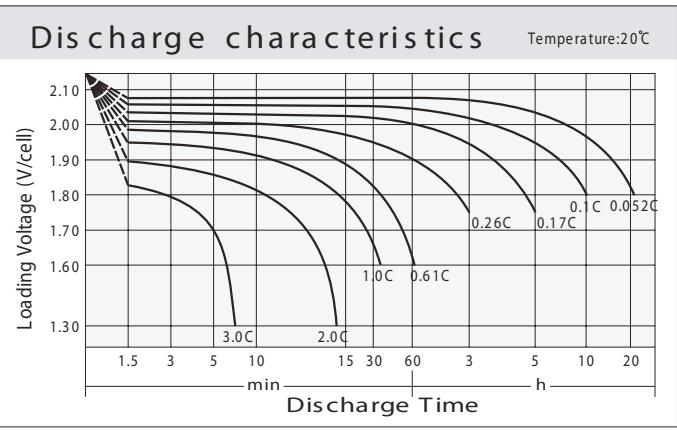 Discharge characteristics
Temperature:20℃
Loading Voltage (V/cell)
2.10
2.00
1.90
1.80
1.70
1.60
1.30
0.1C 0.052C
0.26C 0.17C
1.0C 0.61C
3.0C 2.0C
1.5 3 5 10 15 30 60 3 5 10 20
min h
Discharge Time